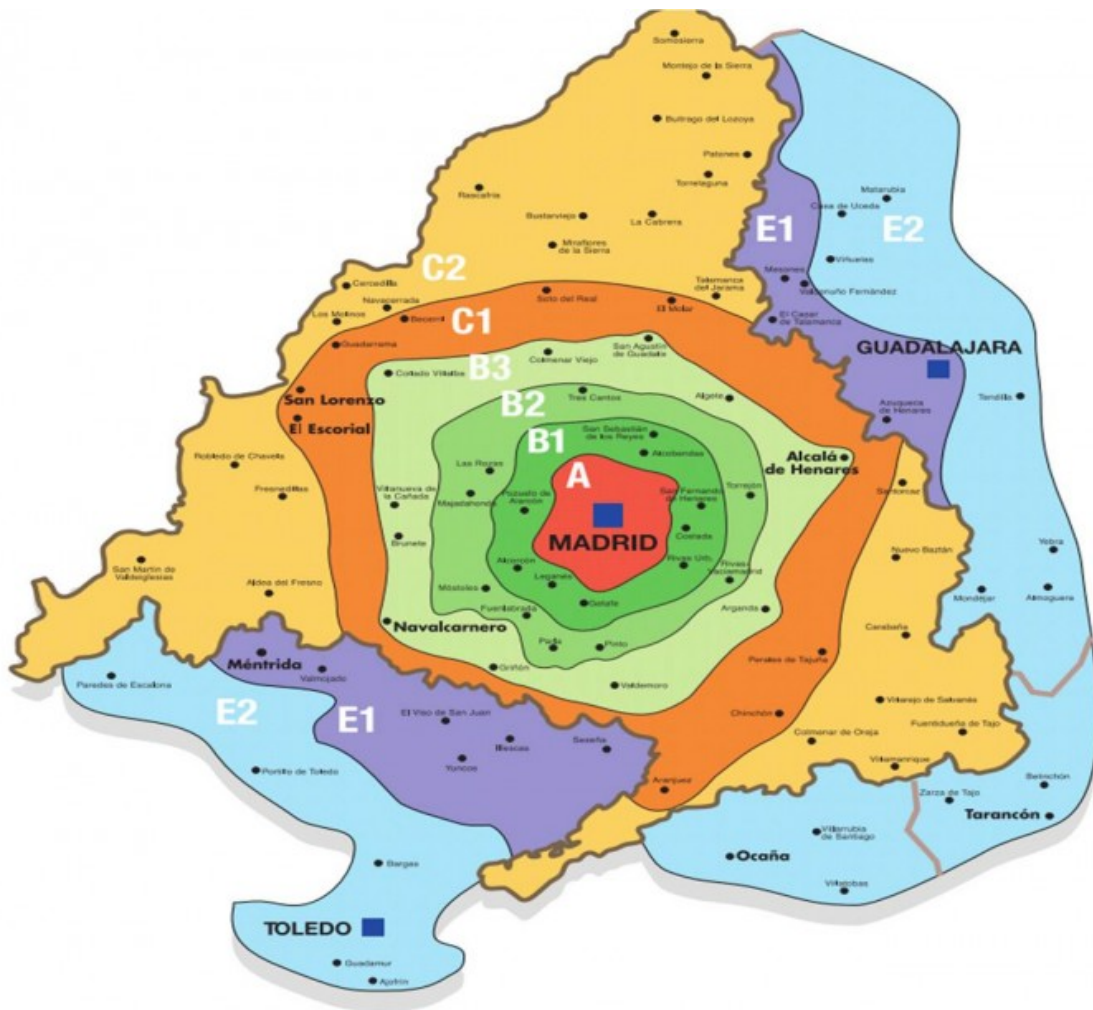 Somosierra
Montejo de la Sierra
Buitrago del Lozoya
Patones
Torrelaguna
Rascafría
Matarubia
Casa de Uceda
La Cabrera
Bustarviejo
E1
E2
Miraflores
de la Sierra
Viñuelas
C2
Mesones
Valdenuño Fernández
Cercedilla
Talamanca
del Jarama
Soto del Real
Navacerrada
El Molar
Los Molinos
Becerril
C1
El Casar
de Talamanca
Guadarrama
San Agustín
de Guadalix
GUADALAJARA
Colmenar Viejo
B3
Collado Villalba
San Lorenzo
Tres Cantos
Algete
Tendilla
B2
Azuqueca
de Henares
El Escorial
San Sebastián
de los Reyes
B1
Alcobendas
Alcalá
de Henares
Robledo de Chavela
Las Rozas
A
Santorcaz
Torrejón
Fresnedillas
Villanueva de
la Cañada
Majadahonda
Pozuelo de
Alarcón
San Fernando
de Henares
MADRID
Coslada
Brunete
Nuevo Baztán
Yebra
San Martín de
Valdeiglesias
Alcorcón
Rivas Urb.
Rivas-
Vaciamadrid
Leganés
Aldea del Fresno
Móstoles
Mondéjar
Almoguera
Getafe
Fuenlabrada
Arganda
Navalcarnero
Carabaña
Parla
Pinto
Méntrida
Perales de Tajuña
Griñón
Valmojado
Paredes de Escalona
Valdemoro
Villarejo de Salvanés
E2
E1
El Viso de San Juan
Chinchón
Fuentidueña de Tajo
Colmenar de Oreja
Illescas
Seseña
Yuncos
Portillo de Toledo
Villamanrique
Aranjuez
Belinchón
Zarza de Tajo
Tarancón
Villarrubia
de Santiago
Ocaña
Bargas
Villatobas
TOLEDO
Guadamur
Ajofrín